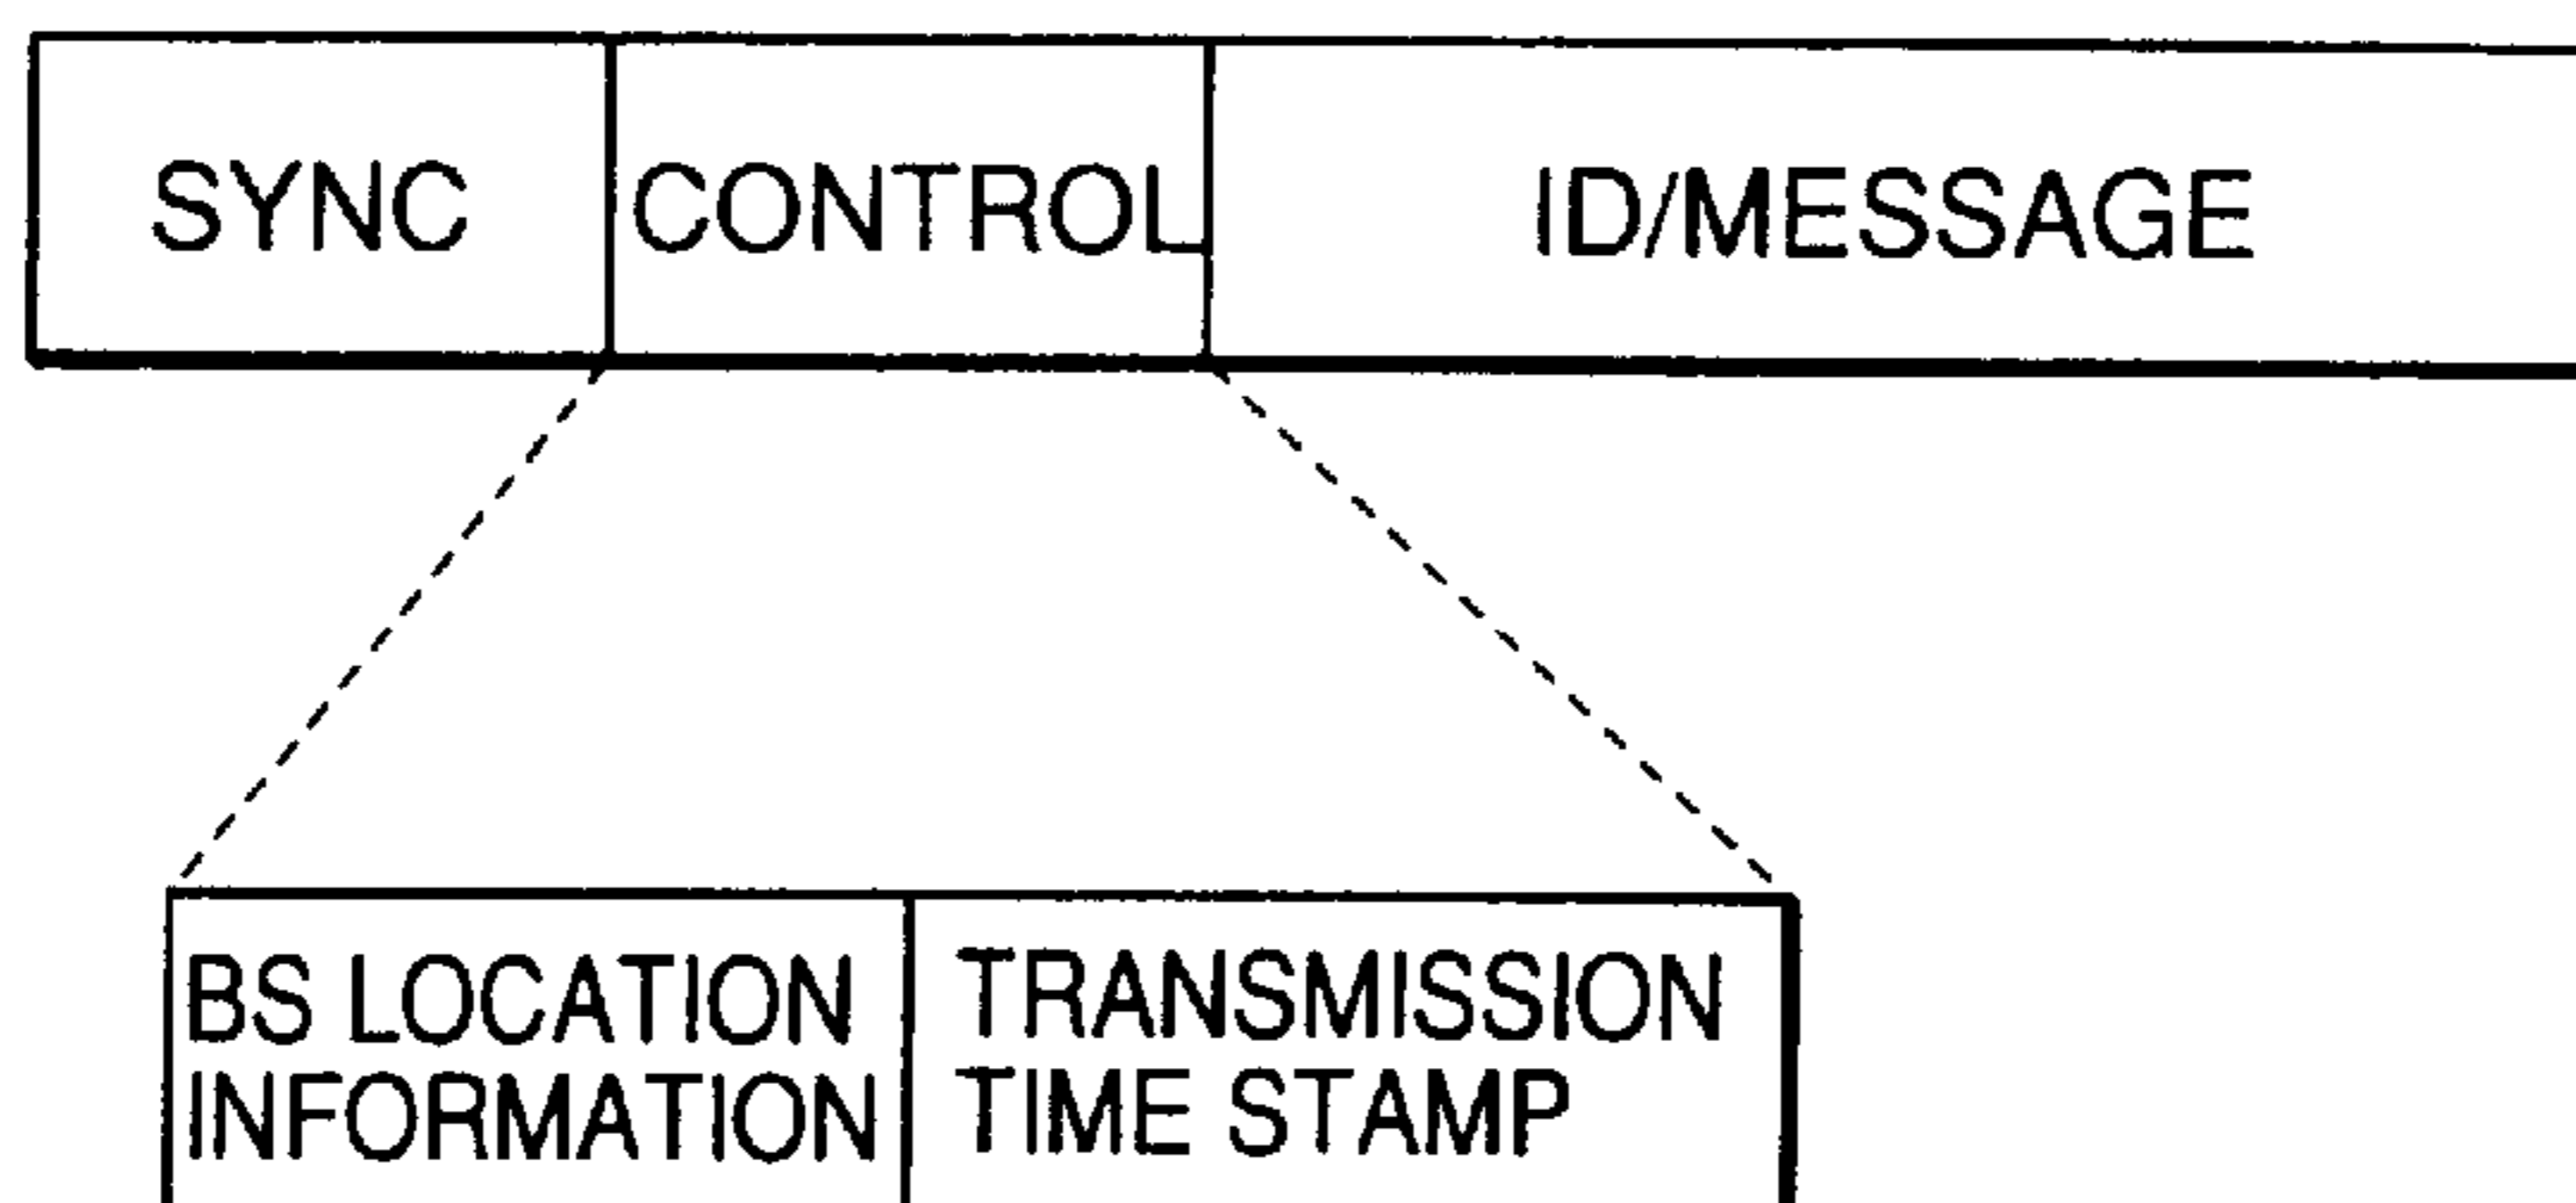 SYNC
CONTROL
ID/MESSAGE
BS LOCATION
INFORMATION
TRANSMISSION
TIME STAMP